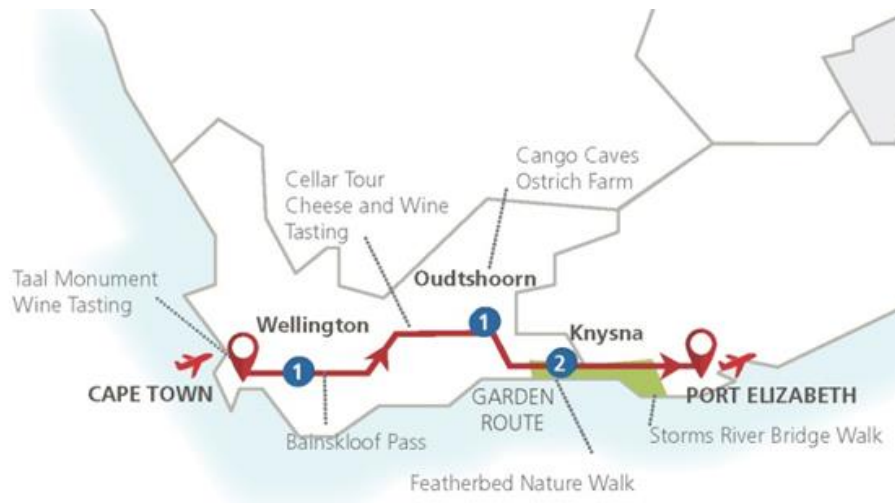 Cango Caves
Ostrich Farm
Cellar Tour
Cheese and Wine
Tasting
Taal Monument
Wine Tasting
Oudtshoorn
Wellington
1
Knysna
1
2
CAPE TOWN
GARDEN
ROUTE
PORT ELIZABETH
Bainskloof Pass
Storms River Bridge Walk
Featherbed Nature Walk